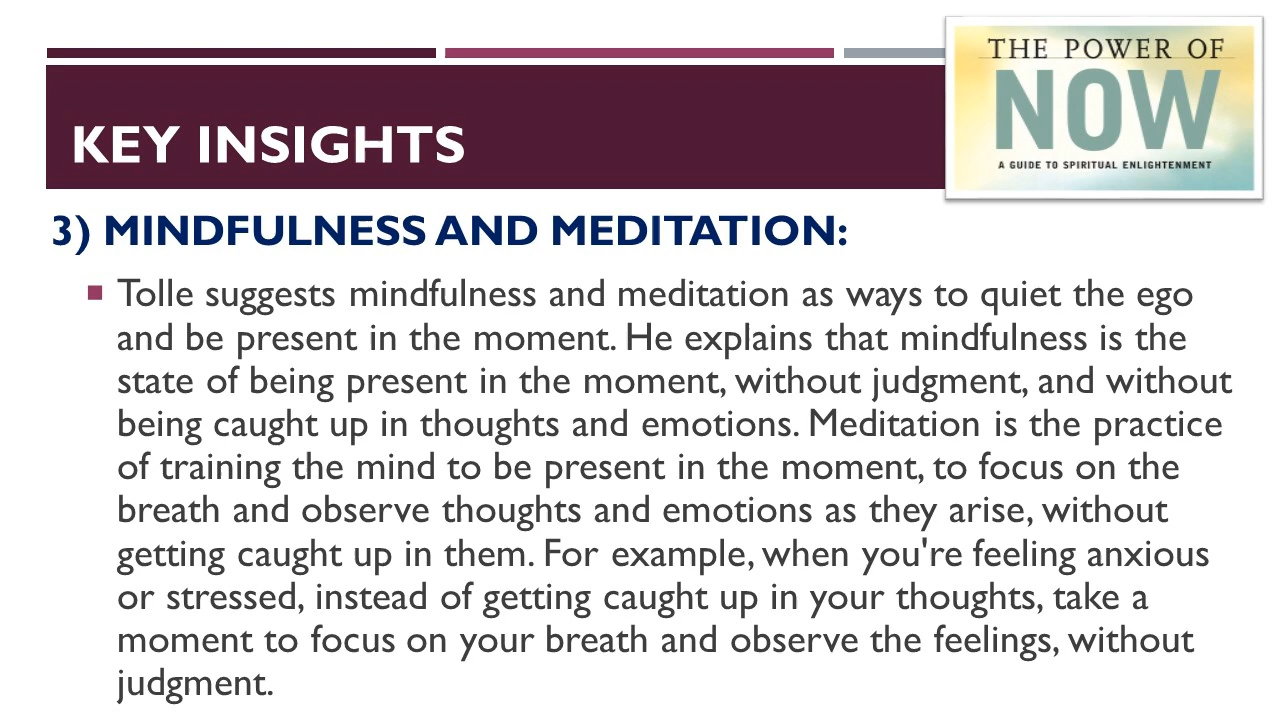 THE POWER OF
NOW
A GUIDE TO SPIRITUAL ENLIGHTENMENT
KEY INSIGHTS
3) MINDFULNESS AND MEDITATION:
Tolle suggests mindfulness and meditation as ways to quiet the ego
and be present in the moment. He explains that mindfulness is the
state of being present in the moment, without judgment, and without
being caught up in thoughts and emotions. Meditation is the practice
of training the mind to be present in the moment, to focus on the
breath and observe thoughts and emotions as they arise, without
getting caught up in them. For example, when you're feeling anxious
or stressed, instead of getting caught up in your thoughts, take a
moment to focus on your breath and observe the feelings, without
judgment.